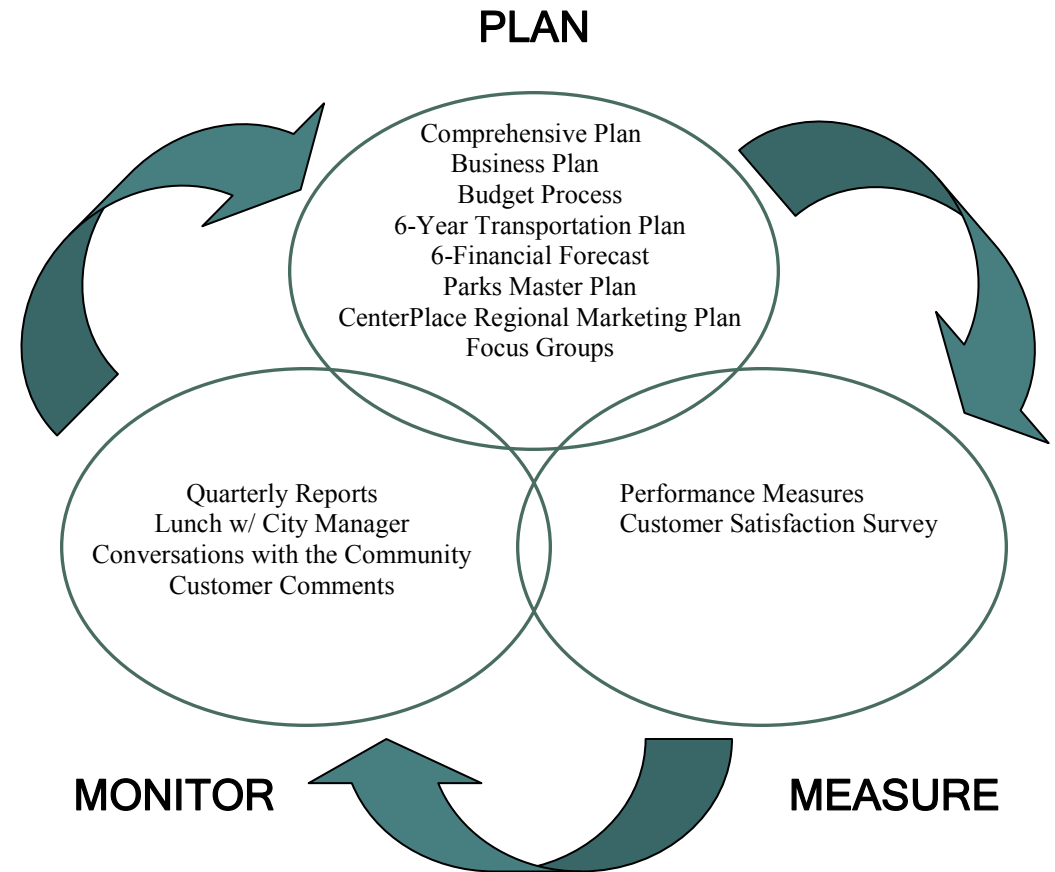 PLAN
Comprehensive Plan
Business Plan
Budget Process
6-Year Transportation Plan
6-Financial Forecast
Parks Master Plan
CenterPlace Regional Marketing Plan
Focus Groups
Quarterly Reports
Lunch w/ City Manager
Conversations with the Community
Customer Comments
Performance Measures
Customer Satisfaction Survey
MONITOR
MEASURE